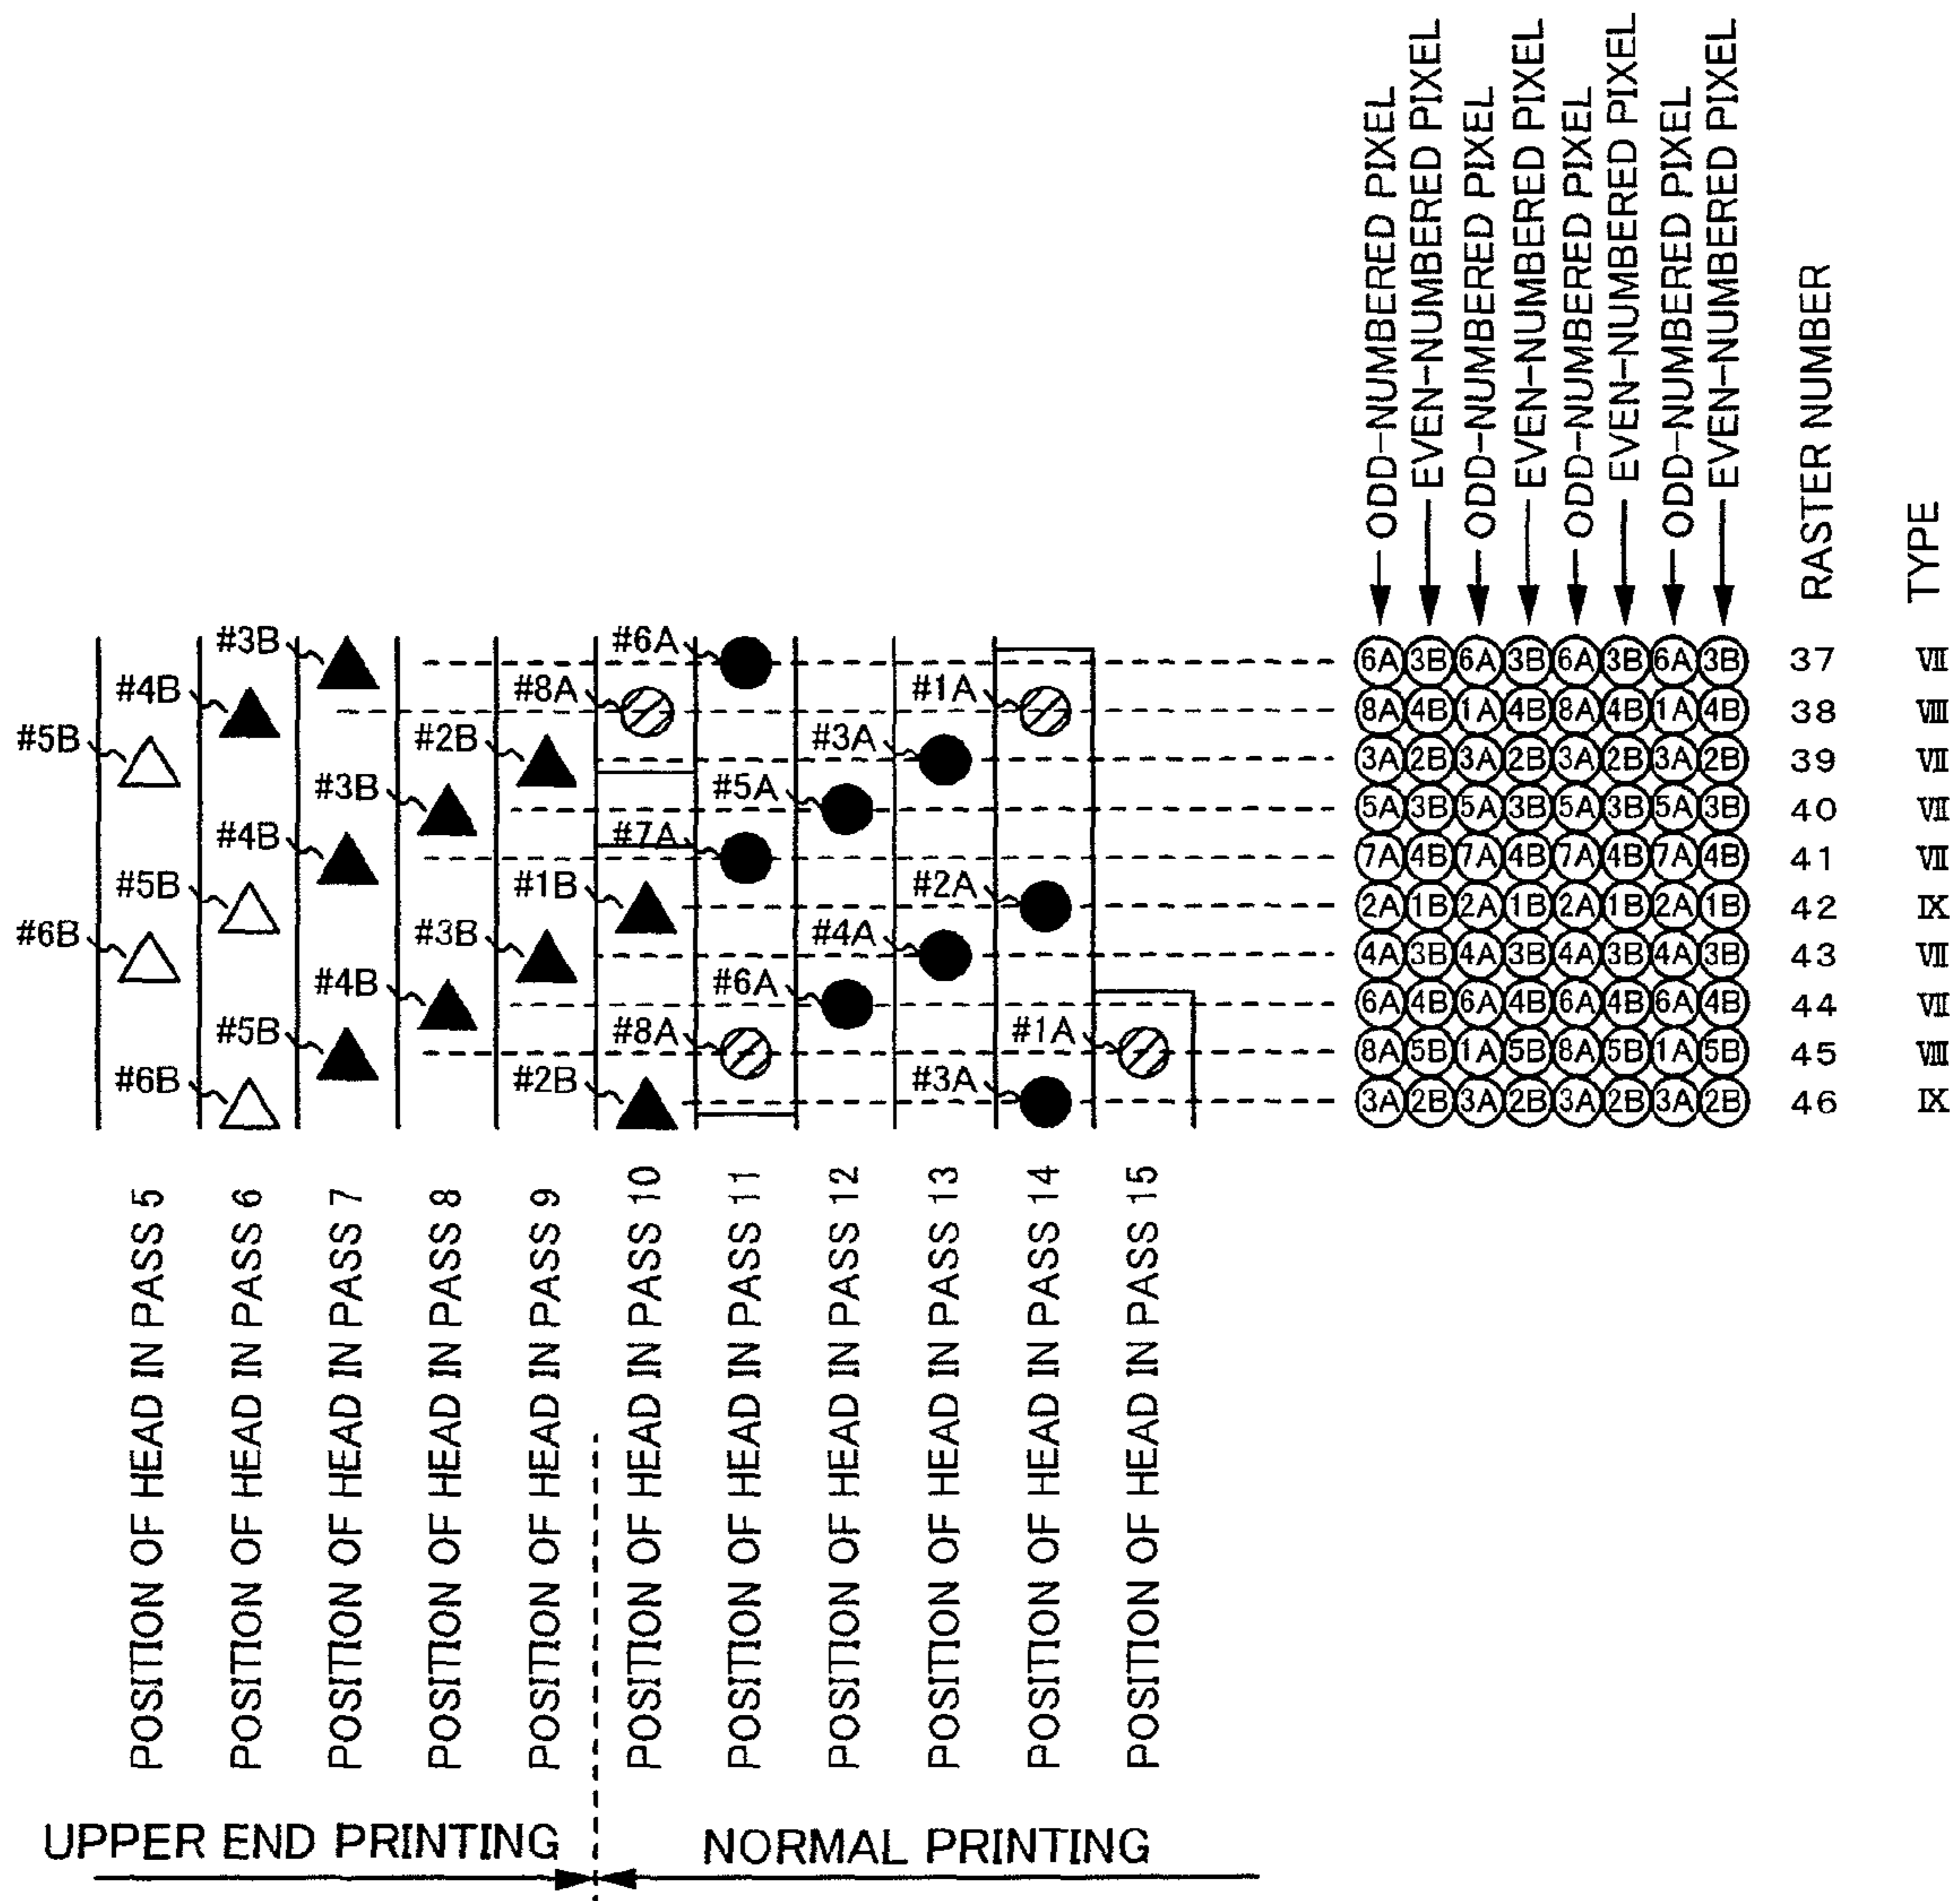 ODD-NUMBERED PIXEL
EVEN-NUMBERED PIXEL
ODD-NUMBERED PIXEL
EVEN-NUMBERED PIXEL
ODD-NUMBERED PIXEL
EVEN-NUMBERED PIXEL
ODD-NUMBERED PIXEL
EVEN-NUMBERED PIXEL
RASTER NUMBER
TYPE
#3B #6A 6A 3B 6A 3B 6A 3B 6A 3B 37 Ⅶ
#4B #8A #1A 8A 4B 1A 4B 8A 4B 1A 4B 38 Ⅷ
#5B #2B #3A 3A 2B 3A 2B 3A 2B 3A 2B 39 Ⅶ
#3B #5A 5A 3B 5A 3B 5A 3B 5A 3B 40 Ⅶ
#4B #7A 7A 4B 7A 4B 7A 4B 7A 4B 41 Ⅶ
#5B #1B #2A 2A 1B 2A 1B 2A 1B 2A 1B 42 Ⅸ
#6B #3B #4A 4A 3B 4A 3B 4A 3B 4A 3B 43 Ⅶ
#4B #6A 6A 4B 6A 4B 6A 4B 6A 4B 44 Ⅶ
#5B #8A #1A 8A 5B 1A 5B 8A 5B 1A 5B 45 Ⅷ
#6B #2B #3A 3A 2B 3A 2B 3A 2B 3A 2B 46 Ⅸ
POSITION OF HEAD IN PASS 5
POSITION OF HEAD IN PASS 6
POSITION OF HEAD IN PASS 7
POSITION OF HEAD IN PASS 8
POSITION OF HEAD IN PASS 9
POSITION OF HEAD IN PASS 10
POSITION OF HEAD IN PASS 11
POSITION OF HEAD IN PASS 12
POSITION OF HEAD IN PASS 13
POSITION OF HEAD IN PASS 14
POSITION OF HEAD IN PASS 15
UPPER END PRINTING
NORMAL PRINTING